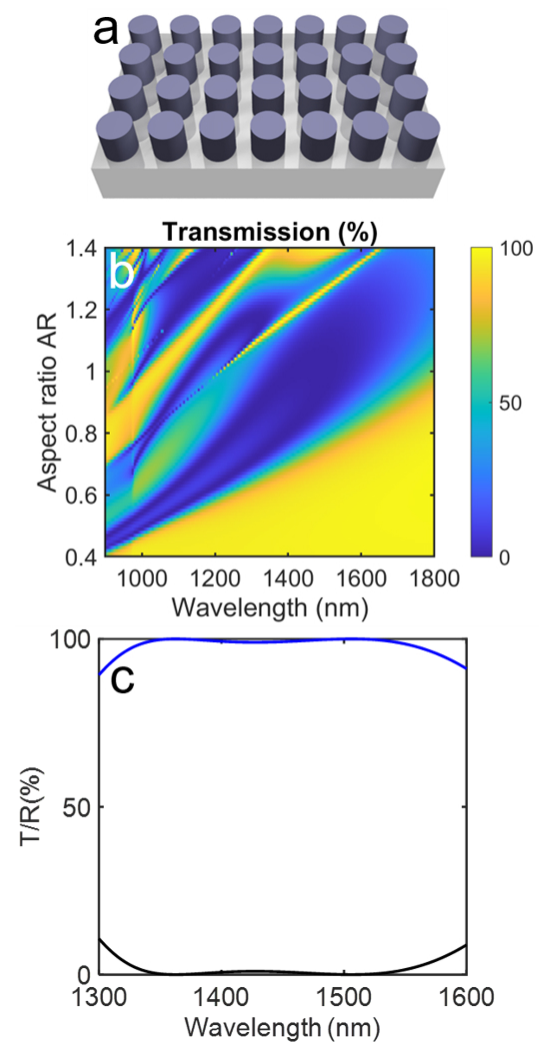 a
Transmission (%)
b
Aspect ratio AR
1.4
1.2
1
0.8
0.6
0.4
1000 1200 1400 1600 1800
Wavelength (nm)
100
50
0
c
T/R(%)
100
50
0
1300 1400 1500 1600
Wavelength (nm)